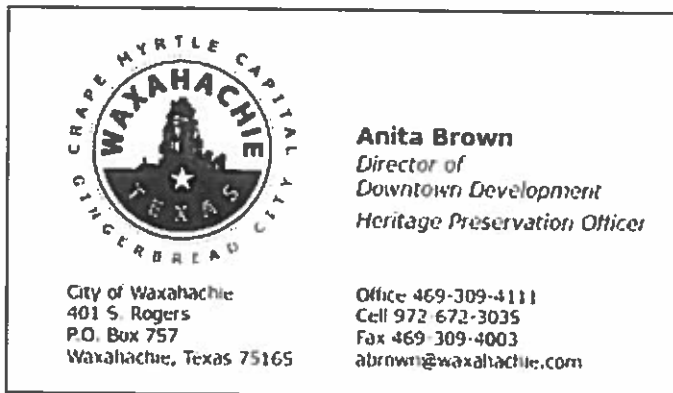 CRAPE MYRTLE CAPITAL
WAXAHACHIE
TEXAS
GINGERBREAD CITY
Anita Brown
Director of
Downtown Development
Heritage Preservation Officer
City of Waxahachie
401 S. Rogers
P.O. Box 757
Waxahachie, Texas 75165
Office 469-309-4111
Cell 972-672-3035
Fax 469-309-4003
abrown@waxahachie.com